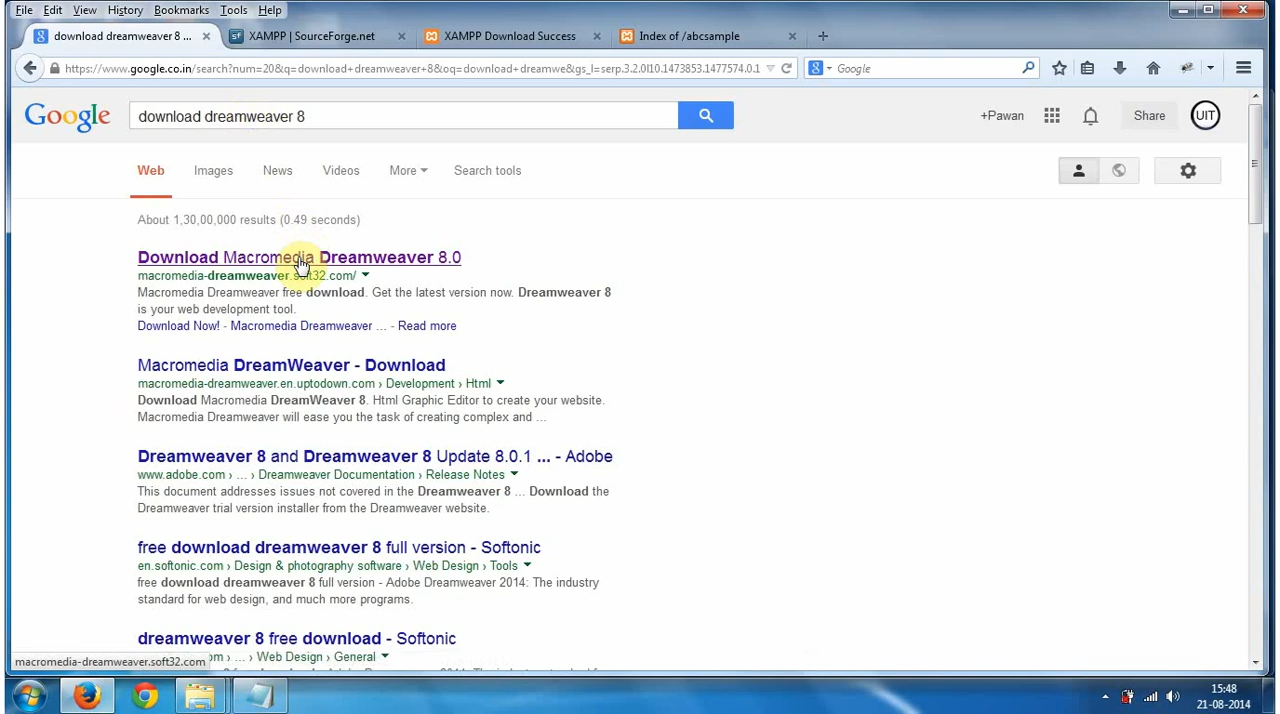 File Edit View History Bookmarks Tools Help
download dreamweaver 8 ... XAMPP | SourceForge.net XAMPP Download Success Index of /abcsample
https://www.google.co.in/search?num=20&q=download+dreamweaver+8&oq=download+dreamwe&gs_l=serp.3.2.0l10.1473853.1477574.0.1 Google
Google download dreamweaver 8 +Pawan Share UIT
Web Images News Videos More Search tools
About 1,30,00,000 results (0.49 seconds)
Download Macromedia Dreamweaver 8.0
macromedia-dreamweaver.soft32.com/
Macromedia Dreamweaver free download. Get the latest version now. Dreamweaver 8
is your web development tool.
Download Now! - Macromedia Dreamweaver ... - Read more
Macromedia DreamWeaver - Download
macromedia-dreamweaver.en.uptodown.com › Development › Html
Download Macromedia DreamWeaver 8. Html Graphic Editor to create your website.
Macromedia Dreamweaver will ease you the task of creating complex and ...
Dreamweaver 8 and Dreamweaver 8 Update 8.0.1 ... - Adobe
www.adobe.com › ... › Dreamweaver Documentation › Release Notes
This document addresses issues not covered in the Dreamweaver 8 ... Download the
Dreamweaver trial version installer from the Dreamweaver website.
free download dreamweaver 8 full version - Softonic
en.softonic.com › Design & photography software › Web Design › Tools
free download dreamweaver 8 full version - Adobe Dreamweaver 2014: The industry
standard for web design, and much more programs.
dreamweaver 8 free download - Softonic
... › Web Design › General
macromedia-dreamweaver.soft32.com
15:48
21-08-2014